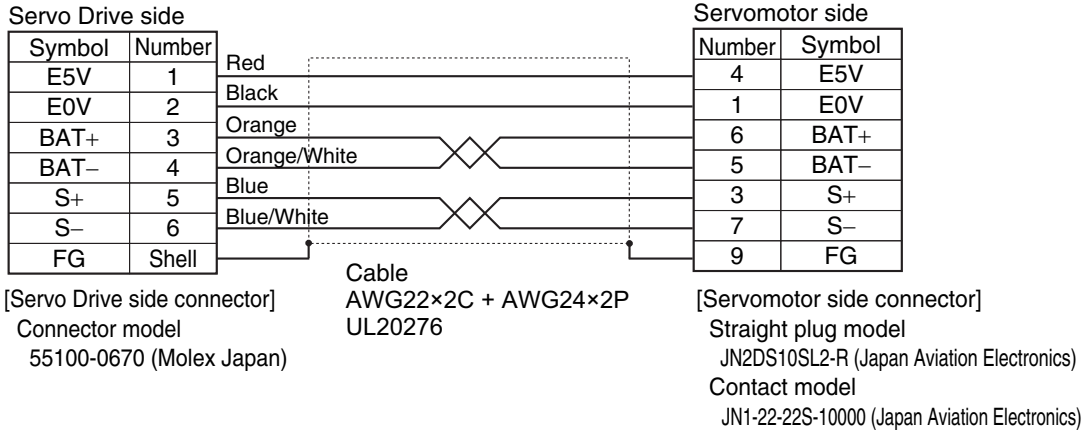 Servo Drive side
Servomotor side
Symbol Number
Number Symbol
E5V 1 Red 4 E5V
E0V 2 Black 1 E0V
BAT+ 3 Orange 6 BAT+
BAT− 4 Orange/White 5 BAT−
S+ 5 Blue 3 S+
S− 6 Blue/White 7 S−
FG Shell 9 FG
[Servo Drive side connector]
Connector model
55100-0670 (Molex Japan)
Cable
AWG22×2C + AWG24×2P
UL20276
[Servomotor side connector]
Straight plug model
JN2DS10SL2-R (Japan Aviation Electronics)
Contact model
JN1-22-22S-10000 (Japan Aviation Electronics)